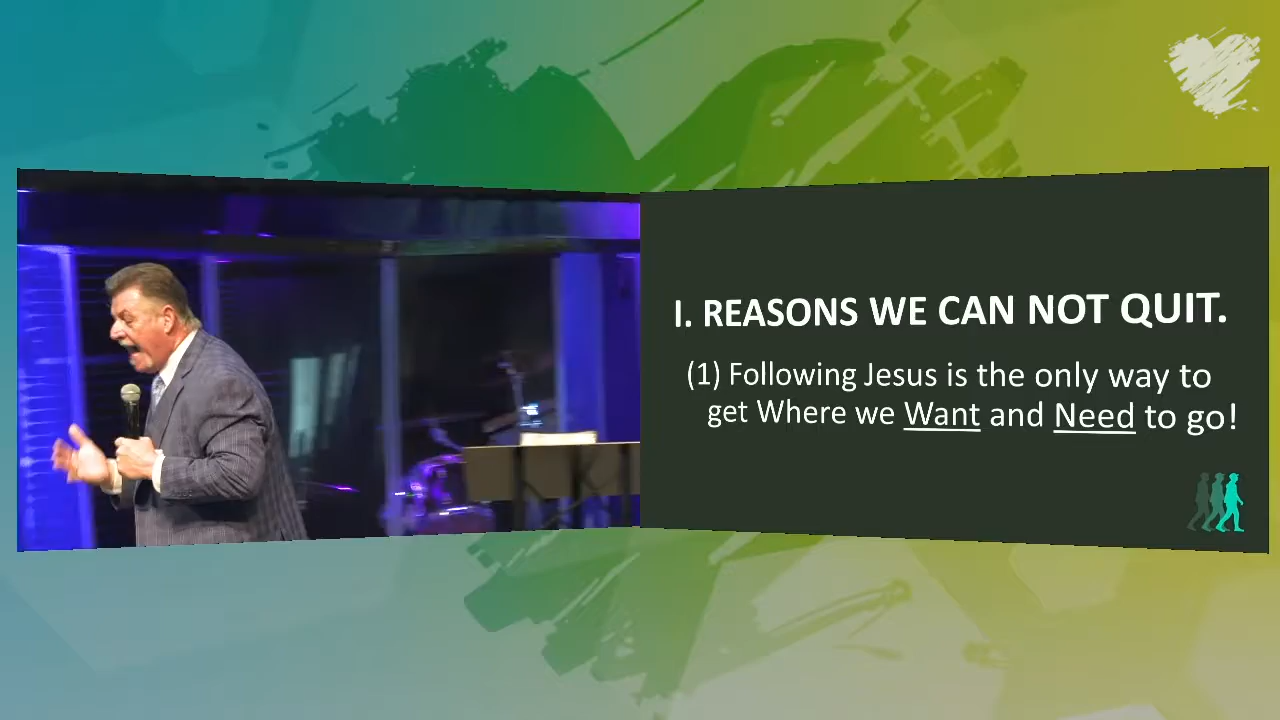 I. REASONS WE CAN NOT QUIT.
(1) Following Jesus is the only way to
get Where we Want and Need to go!